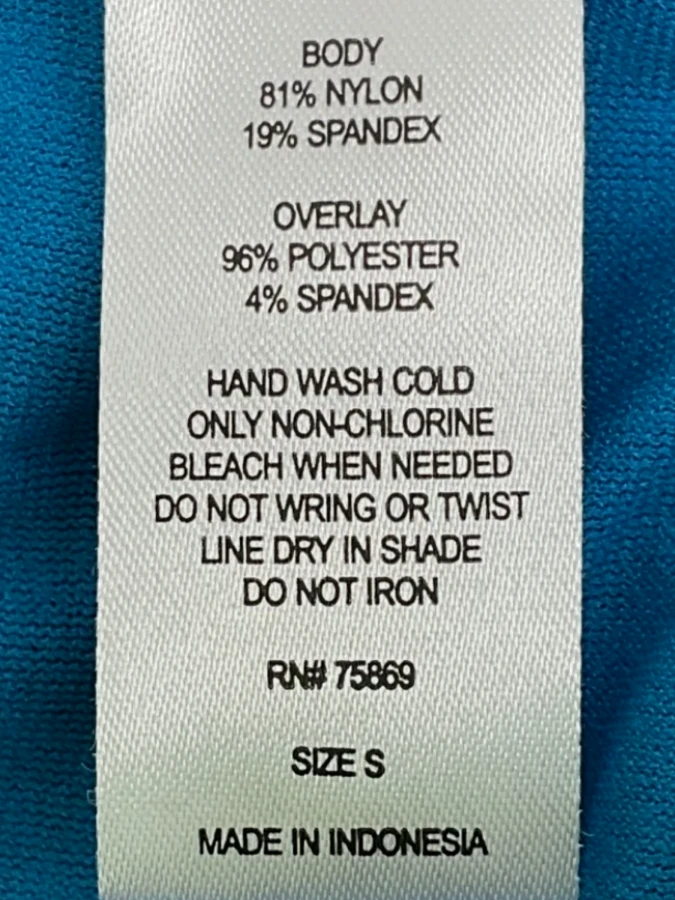 BODY
81% NYLON
19% SPANDEX
OVERLAY
96% POLYESTER
4% SPANDEX
HAND WASH COLD
ONLY NON-CHLORINE
BLEACH WHEN NEEDED
DO NOT WRING OR TWIST
LINE DRY IN SHADE
DO NOT IRON
RN# 75869
SIZE S
MADE IN INDONESIA